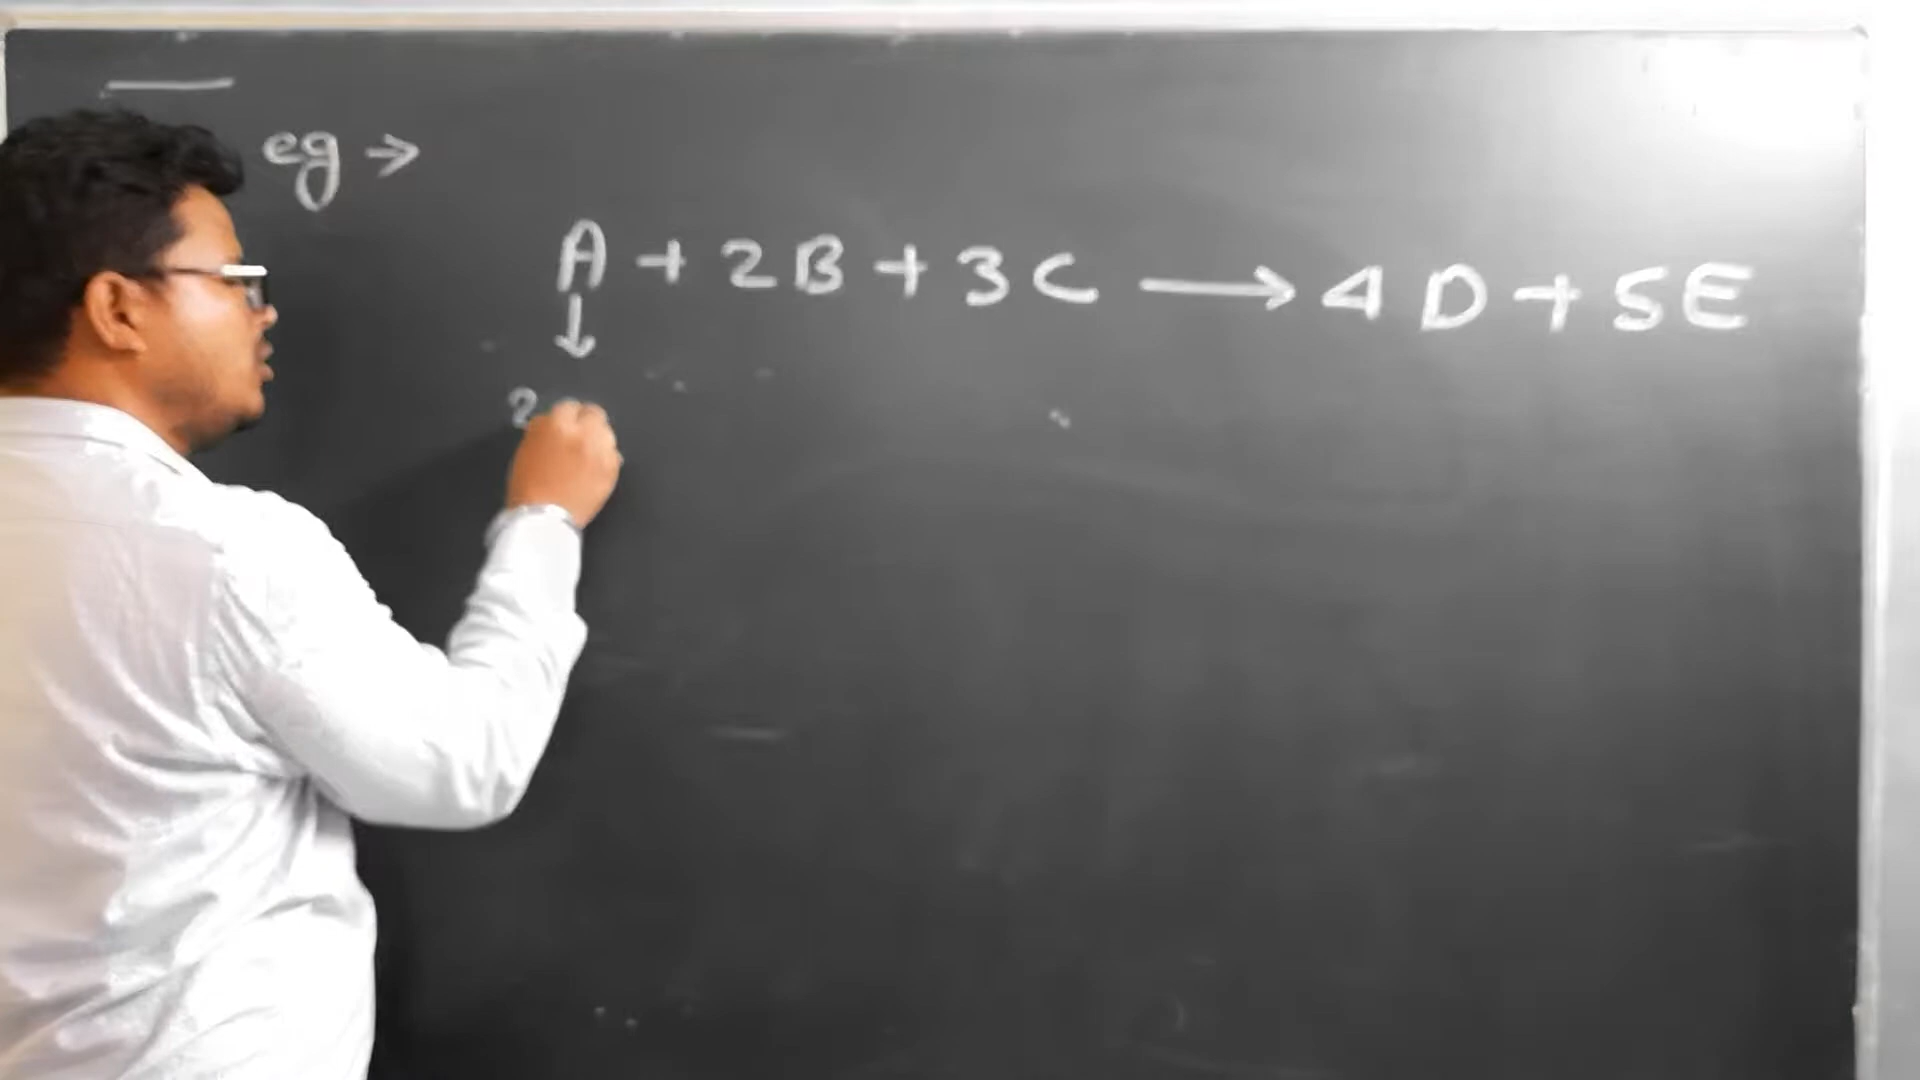 eg →
A + 2B + 3C ⟶ 4D + 5E
↓
2